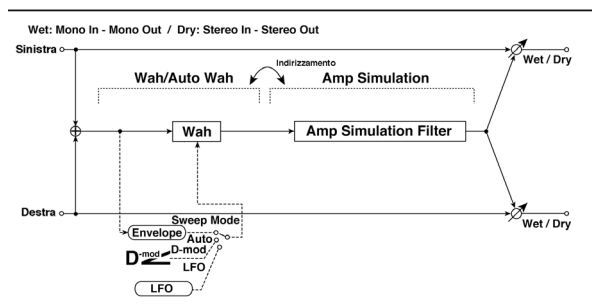 Wet: Mono In - Mono Out / Dry: Stereo In - Stereo Out
Sinistra
Wet / Dry
Indirizzamento
Wah/Auto Wah
Amp Simulation
Wah
Amp Simulation Filter
Destra
Wet / Dry
Sweep Mode
Envelope
Auto
D-mod
D-mod
LFO
LFO